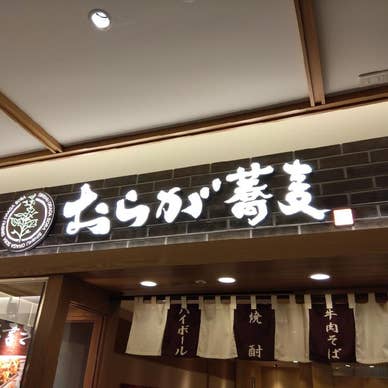 おらが蕎麦
ハイボール
焼酎
牛肉そば